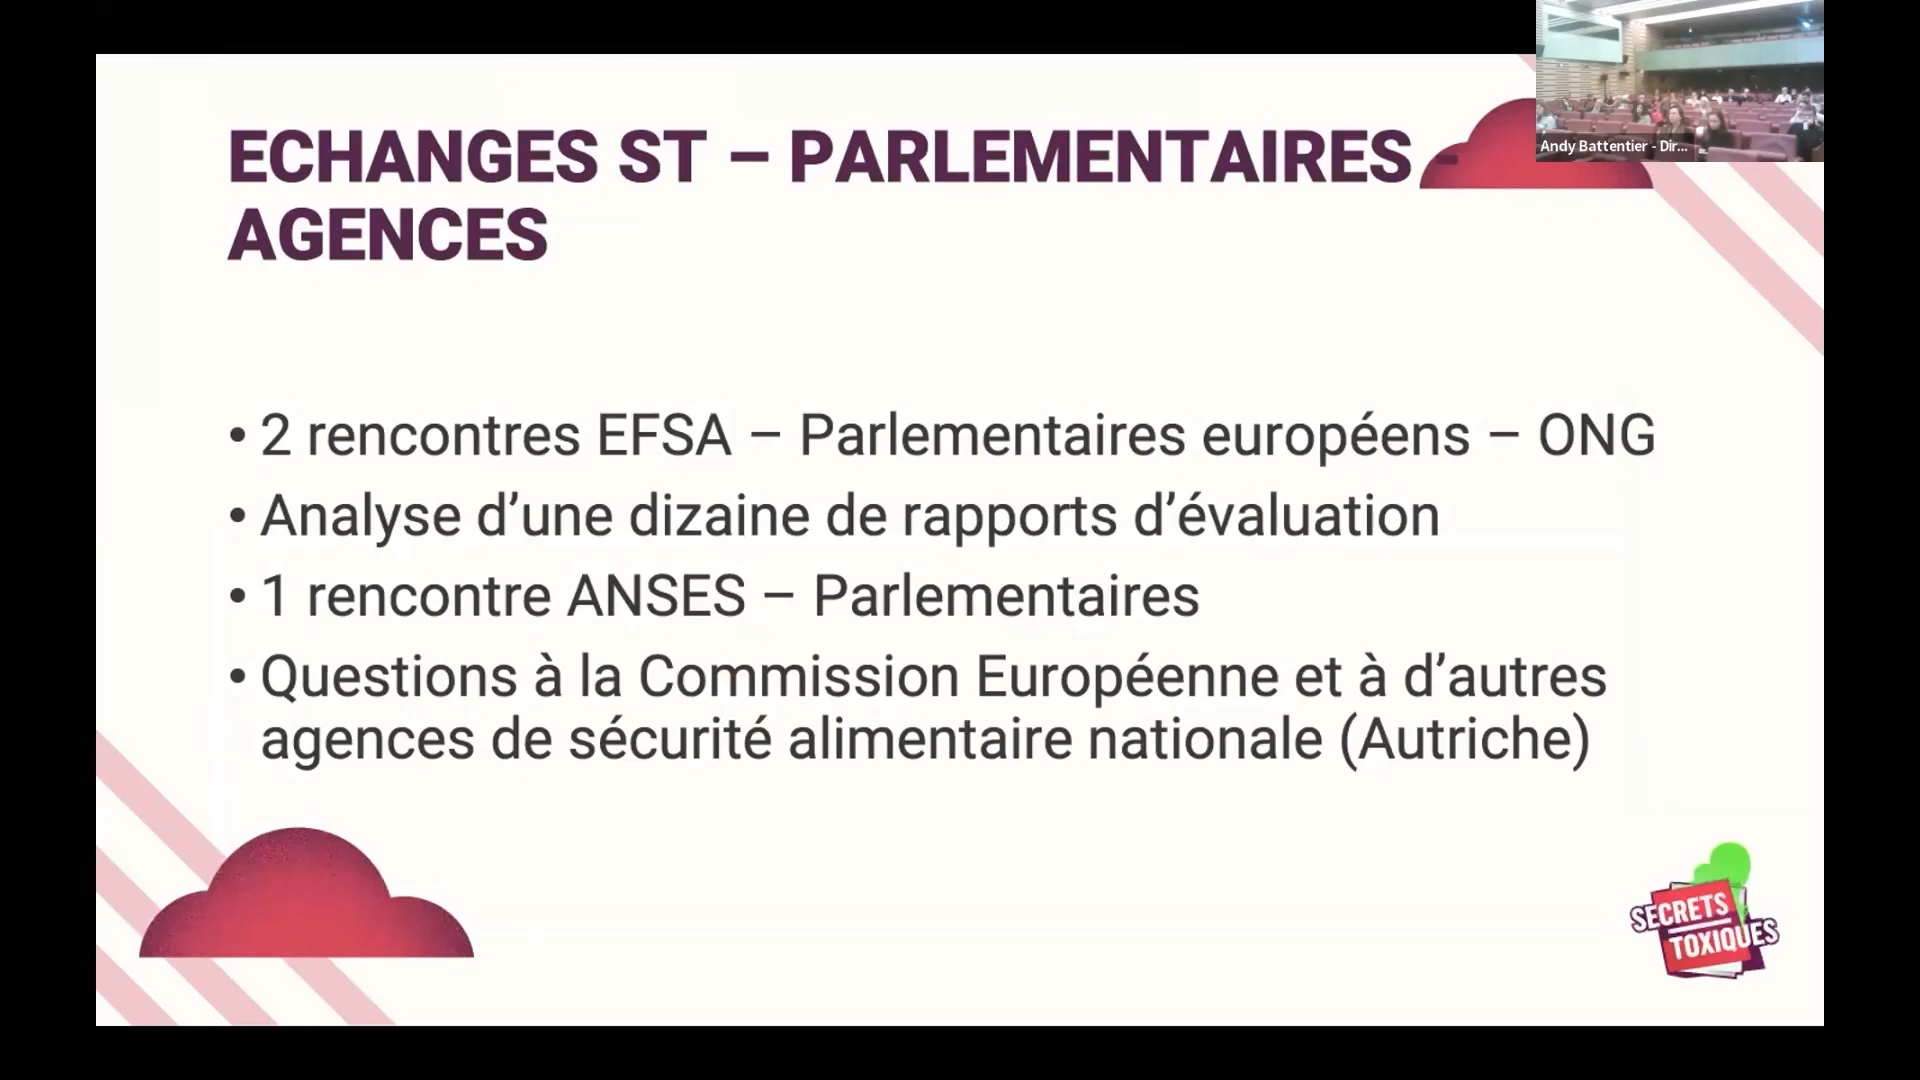 ECHANGES ST – PARLEMENTAIRES -
AGENCES
• 2 rencontres EFSA – Parlementaires européens – ONG
• Analyse d’une dizaine de rapports d’évaluation
• 1 rencontre ANSES – Parlementaires
• Questions à la Commission Européenne et à d’autres
agences de sécurité alimentaire nationale (Autriche)
Andy Battentier - Dir...
SECRETS
TOXIQUES